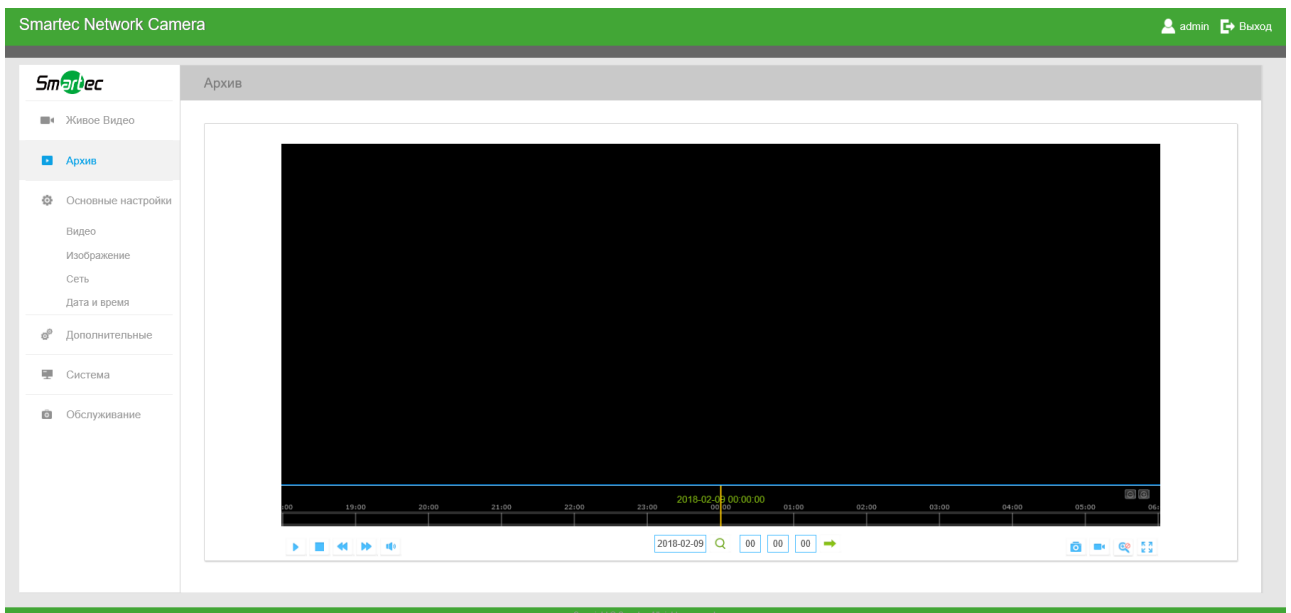 Smartec Network Camera
admin Выход
Smartec
Архив
Живое Видео
Архив
Основные настройки
Видео
Изображение
Сеть
Дата и время
Дополнительные
Система
Обслуживание
2018-02-09 00:00:00
:00 19:00 20:00 21:00 22:00 23:00 00:00 01:00 02:00 03:00 04:00 05:00 06:
2018-02-09 00 00 00